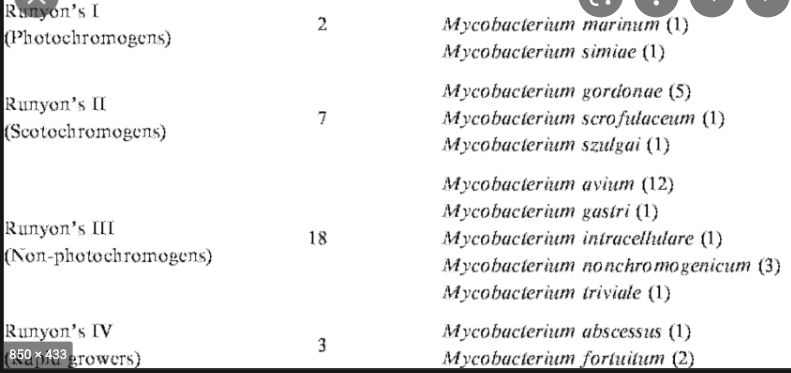 Runyon's I
(Photochromogens)
2
Mycobacterium marinum (1)
Mycobacterium simiae (1)
Runyon's II
(Scotochromogens)
7
Mycobacterium gordonae (5)
Mycobacterium scrofulaceum (1)
Mycobacterium szulgai (1)
Runyon's III
(Non-photochromogens)
18
Mycobacterium avium (12)
Mycobacterium gastri (1)
Mycobacterium intracellulare (1)
Mycobacterium nonchromogenicum (3)
Mycobacterium triviale (1)
Runyon's IV
(Rapid growers)
3
Mycobacterium abscessus (1)
Mycobacterium fortuitum (2)
850 × 433